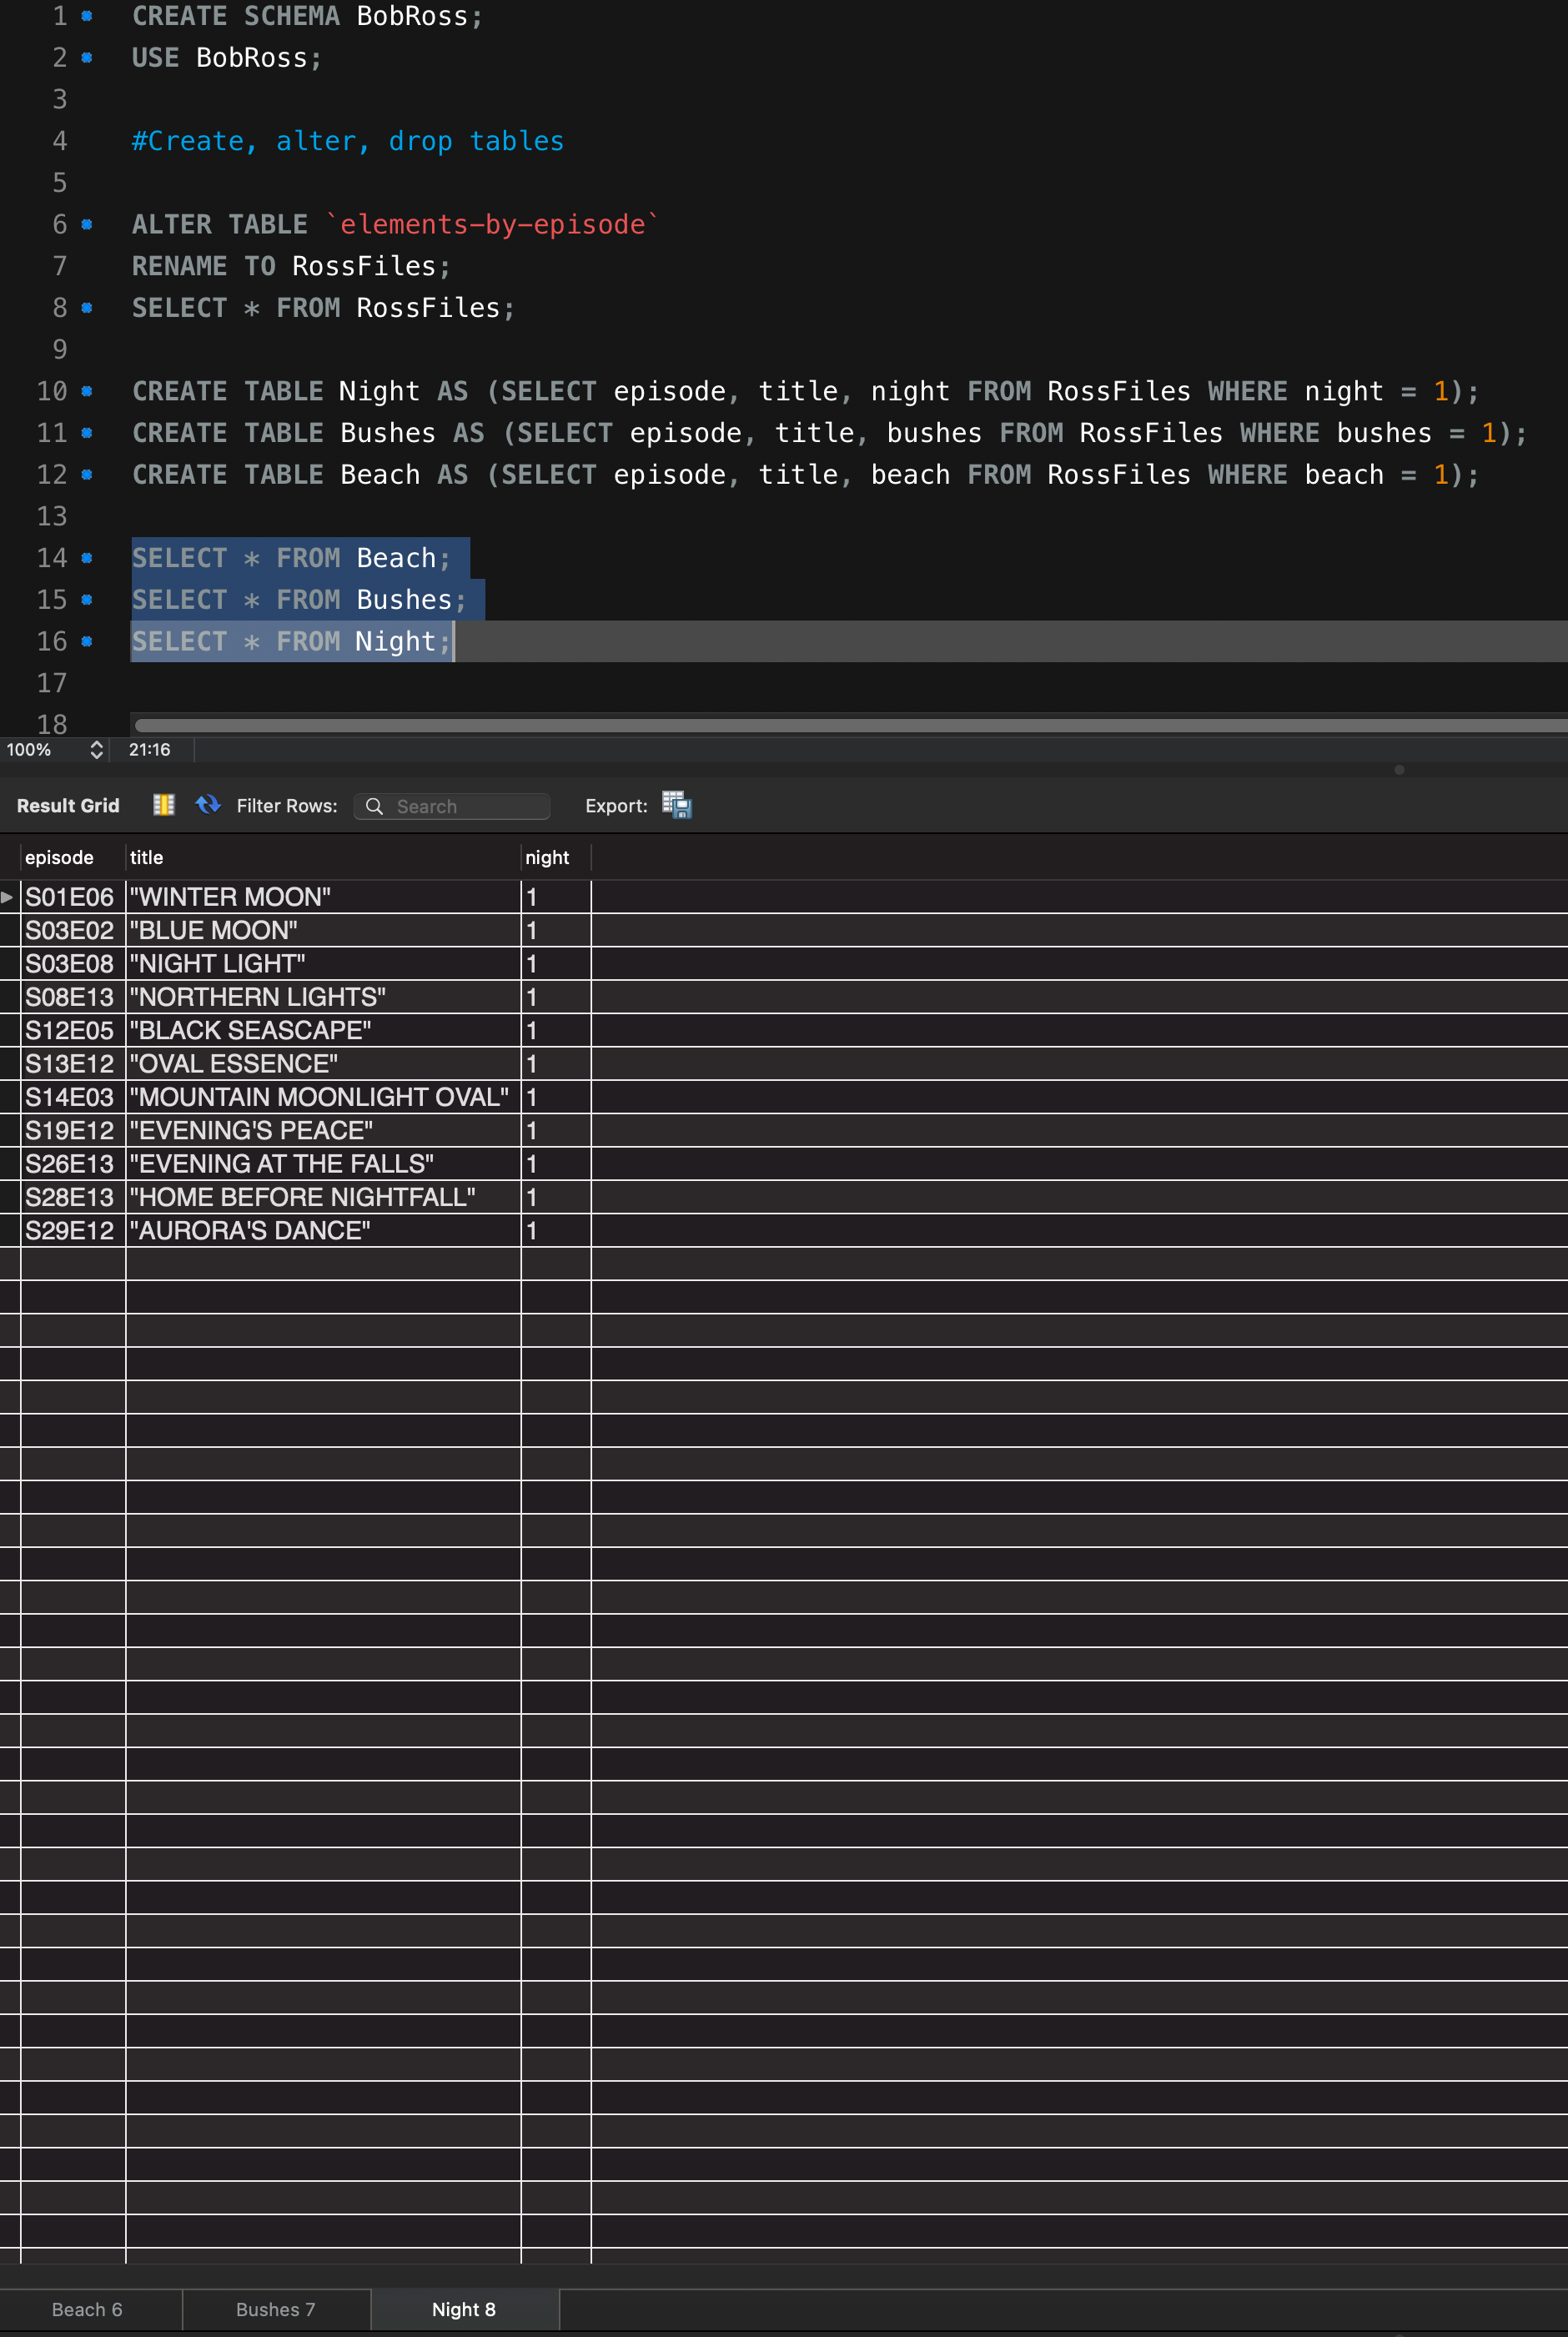 1 CREATE SCHEMA BobRoss;
2 USE BobRoss;
3
4 #Create, alter, drop tables
5
6 ALTER TABLE `elements-by-episode`
7 RENAME TO RossFiles;
8 SELECT * FROM RossFiles;
9
10 CREATE TABLE Night AS (SELECT episode, title, night FROM RossFiles WHERE night = 1);
11 CREATE TABLE Bushes AS (SELECT episode, title, bushes FROM RossFiles WHERE bushes = 1);
12 CREATE TABLE Beach AS (SELECT episode, title, beach FROM RossFiles WHERE beach = 1);
13
14 SELECT * FROM Beach;
15 SELECT * FROM Bushes;
16 SELECT * FROM Night;
17
18
100% 21:16
Result Grid Filter Rows: Search Export:
episode title night
S01E06 "WINTER MOON" 1
S03E02 "BLUE MOON" 1
S03E08 "NIGHT LIGHT" 1
S08E13 "NORTHERN LIGHTS" 1
S12E05 "BLACK SEASCAPE" 1
S13E12 "OVAL ESSENCE" 1
S14E03 "MOUNTAIN MOONLIGHT OVAL" 1
S19E12 "EVENING'S PEACE" 1
S26E13 "EVENING AT THE FALLS" 1
S28E13 "HOME BEFORE NIGHTFALL" 1
S29E12 "AURORA'S DANCE" 1
Beach 6 Bushes 7 Night 8